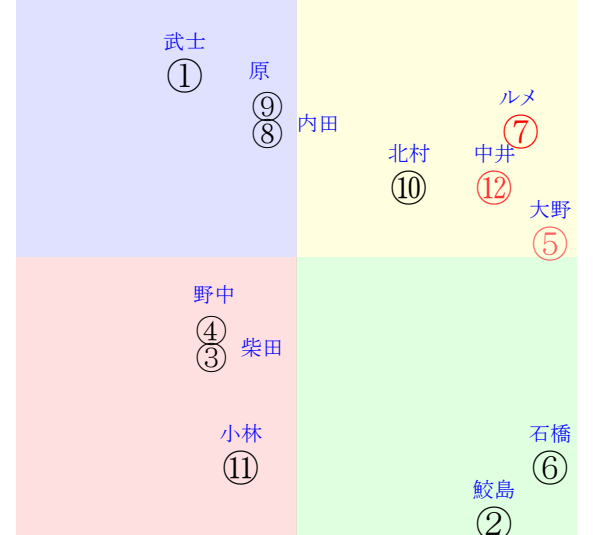 武士
①
原
⑨
⑧
内田
ルメ
⑦
北村
⑩
中井
⑫
大野
⑤
野中
④
③
柴田
小林
⑪
石橋
⑥
鮫島
②